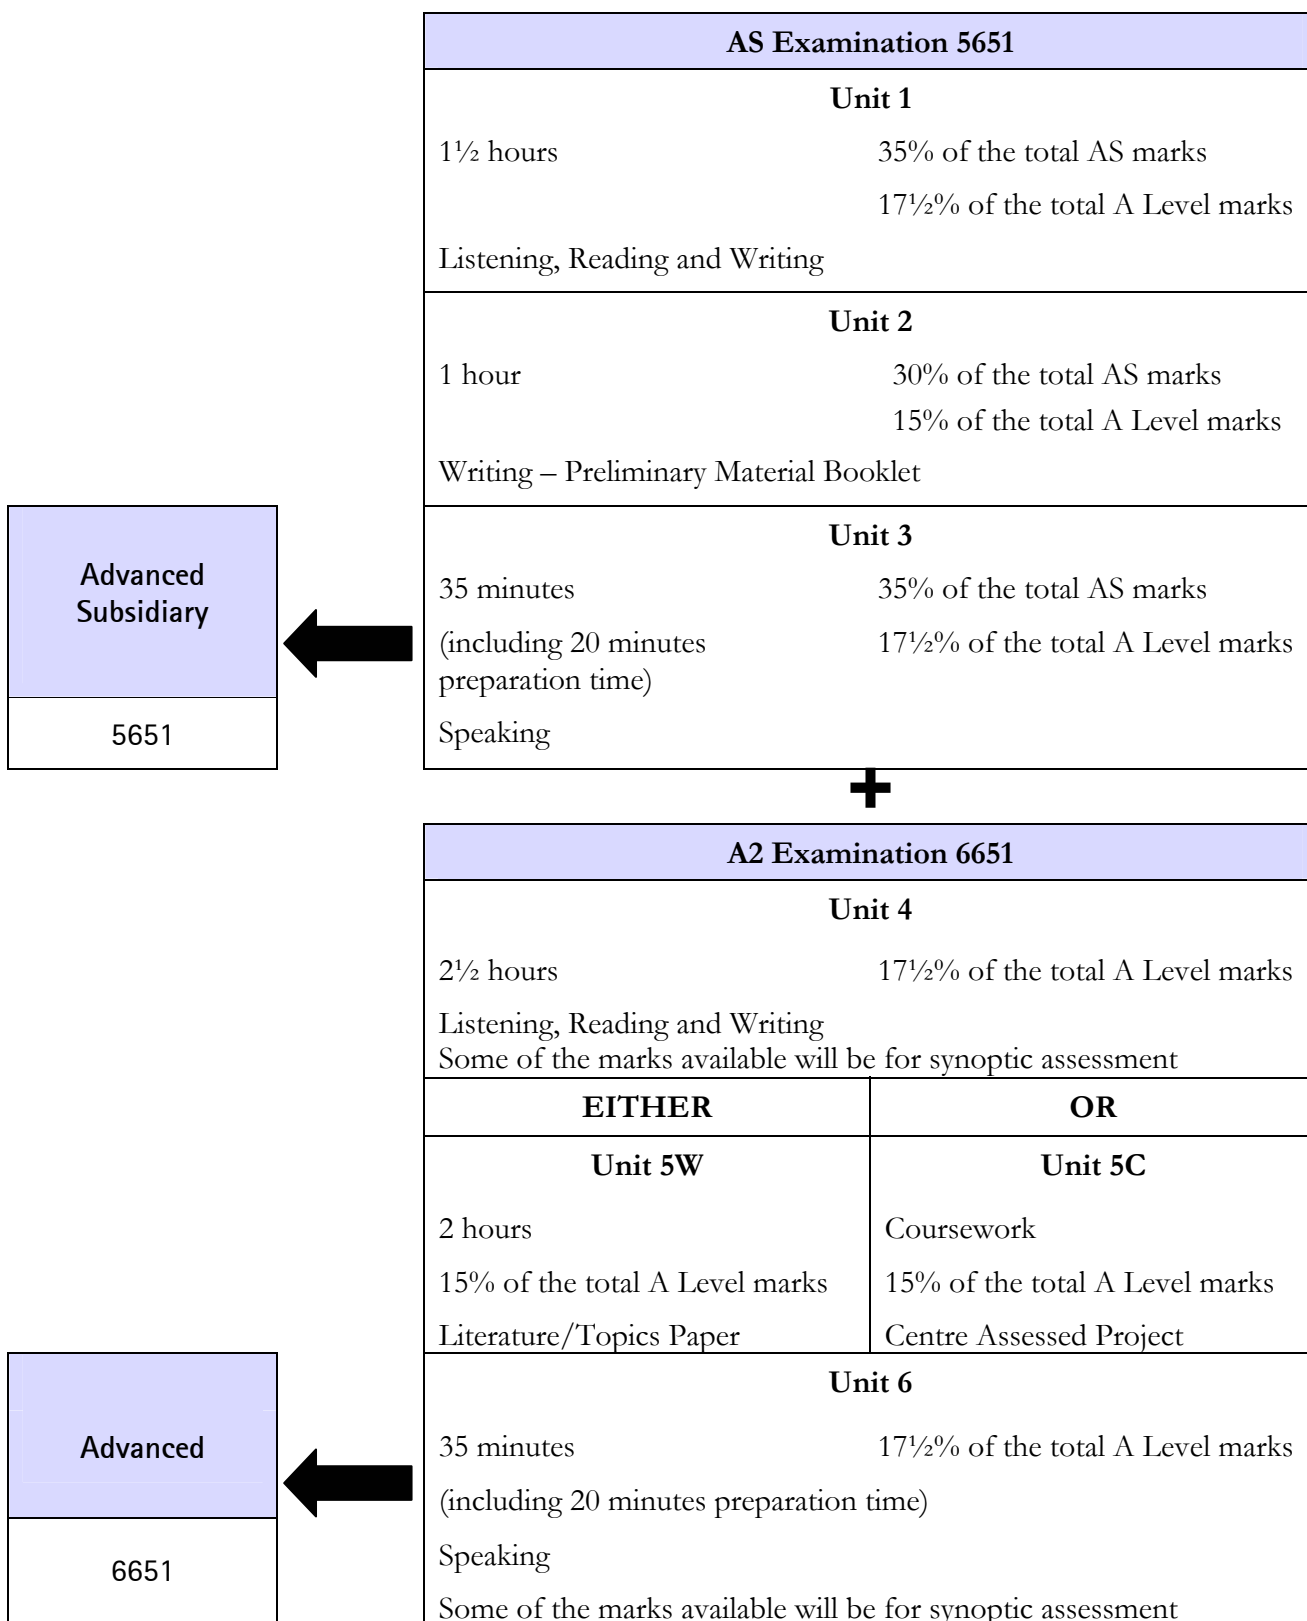 AS Examination 5651
Unit 1
1½ hours 35% of the total AS marks
17½% of the total A Level marks
Listening, Reading and Writing
Unit 2
1 hour 30% of the total AS marks
15% of the total A Level marks
Writing – Preliminary Material Booklet
Advanced
Subsidiary
5651
Unit 3
35 minutes 35% of the total AS marks
(including 20 minutes 17½% of the total A Level marks
preparation time)
Speaking
+
A2 Examination 6651
Unit 4
2½ hours 17½% of the total A Level marks
Listening, Reading and Writing
Some of the marks available will be for synoptic assessment
EITHER OR
Unit 5W Unit 5C
2 hours Coursework
15% of the total A Level marks 15% of the total A Level marks
Literature/Topics Paper Centre Assessed Project
Advanced
6651
Unit 6
35 minutes 17½% of the total A Level marks
(including 20 minutes preparation time)
Speaking
Some of the marks available will be for synoptic assessment